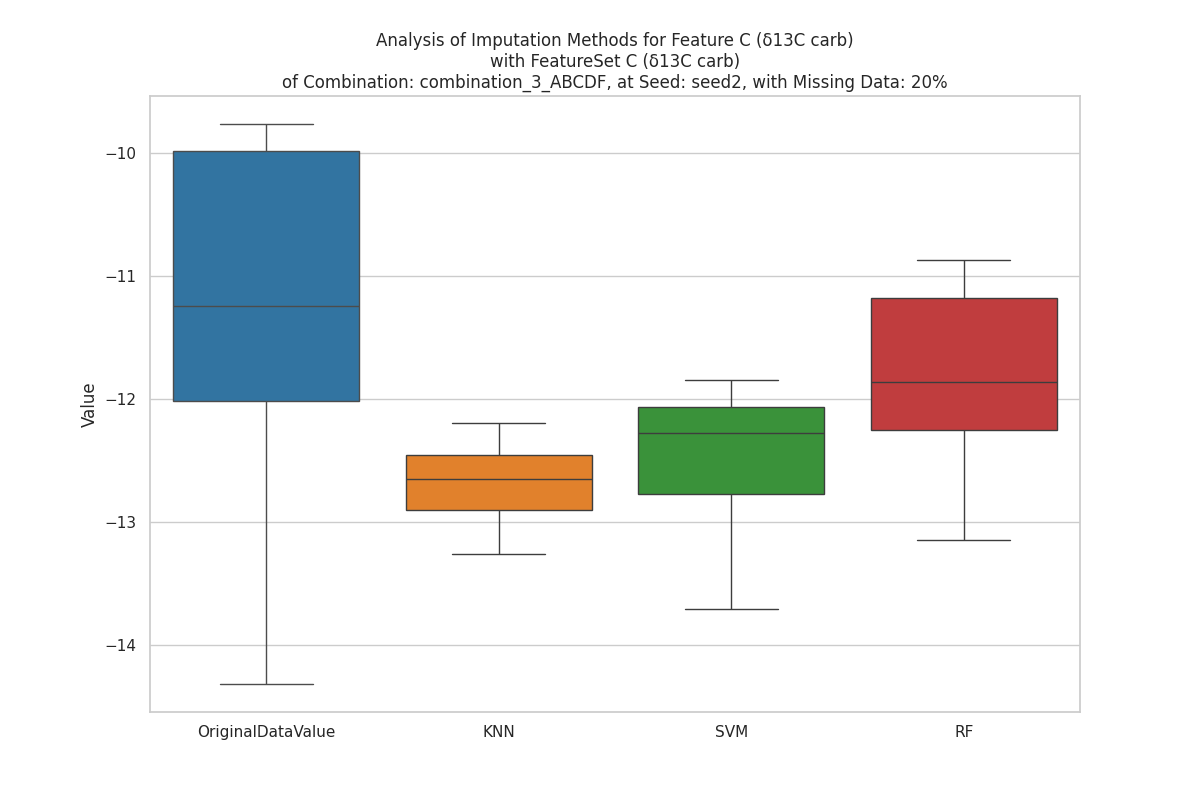 Analysis of Imputation Methods for Feature C (δ13C carb)
with FeatureSet C (δ13C carb)
of Combination: combination_3_ABCDF, at Seed: seed2, with Missing Data: 20%
Value
−10
−11
−12
−13
−14
OriginalDataValue
KNN
SVM
RF